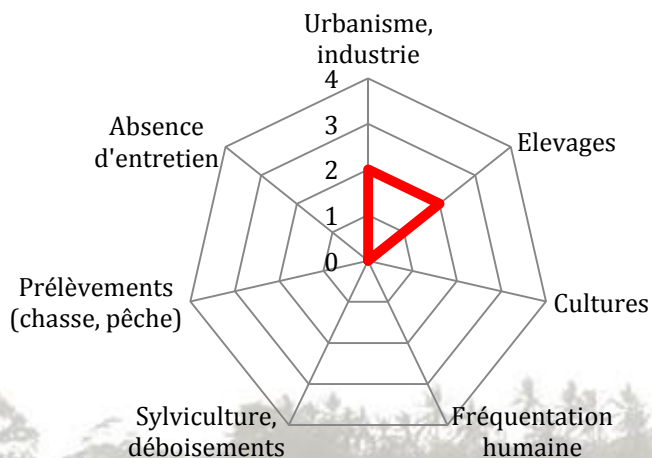 Urbanisme,
industrie
4
3
2
1
0
Absence
d'entretien
Elevages
Prélèvements
(chasse, pêche)
Cultures
Sylviculture,
déboisements
Fréquentation
humaine